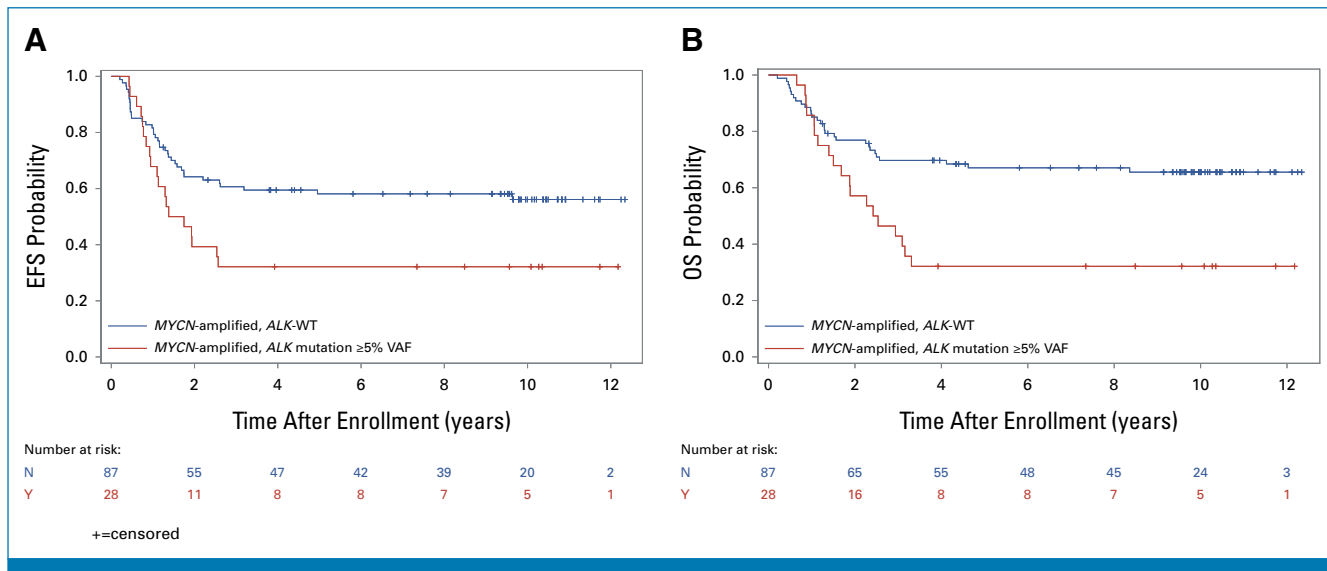 A
EFS Probability
1.0
0.8
0.6
0.4
0.2
0.0
MYCN-amplified, ALK-WT
MYCN-amplified, ALK mutation ≥5% VAF
0 2 4 6 8 10 12
Time After Enrollment (years)
Number at risk:
N 87 55 47 42 39 20 2
Y 28 11 8 8 7 5 1
+=censored
B
OS Probability
1.0
0.8
0.6
0.4
0.2
0.0
MYCN-amplified, ALK-WT
MYCN-amplified, ALK mutation ≥5% VAF
0 2 4 6 8 10 12
Time After Enrollment (years)
Number at risk:
N 87 65 55 48 45 24 3
Y 28 16 8 8 7 5 1